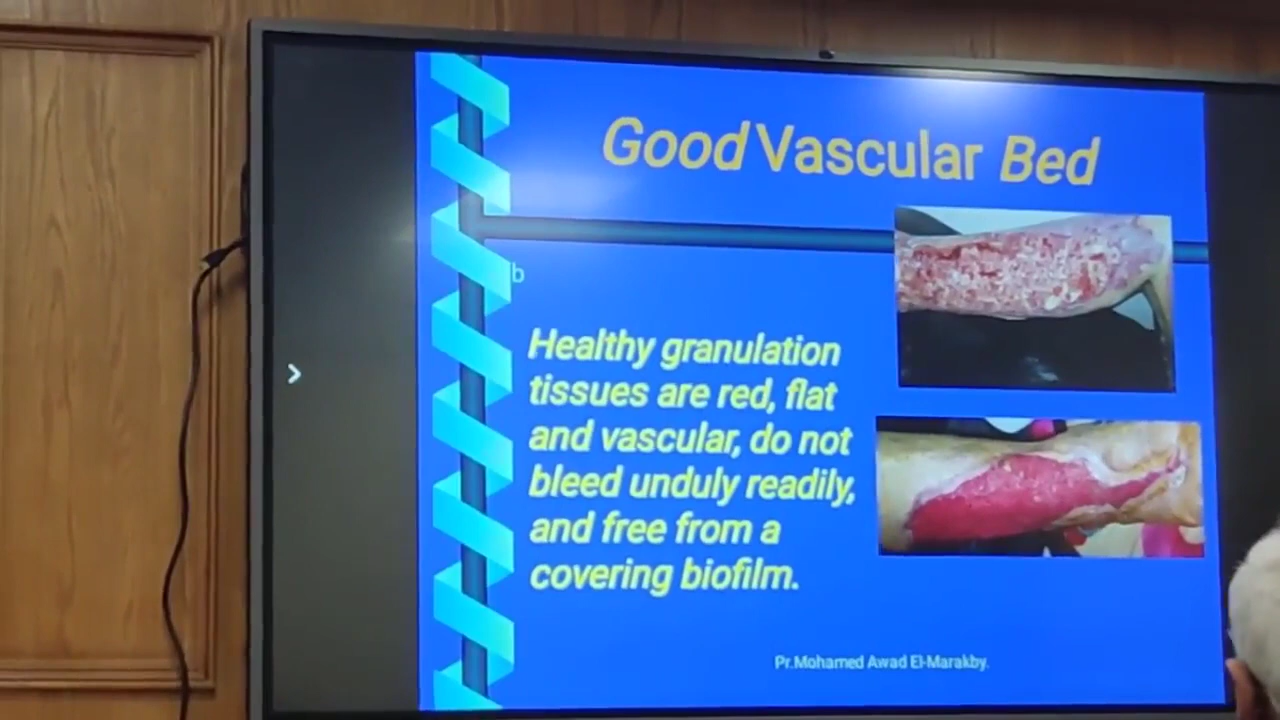 Good Vascular Bed
b
Healthy granulation
tissues are red, flat
and vascular, do not
bleed unduly readily,
and free from a
covering biofilm.
Pr.Mohamed Awad El-Marakby.